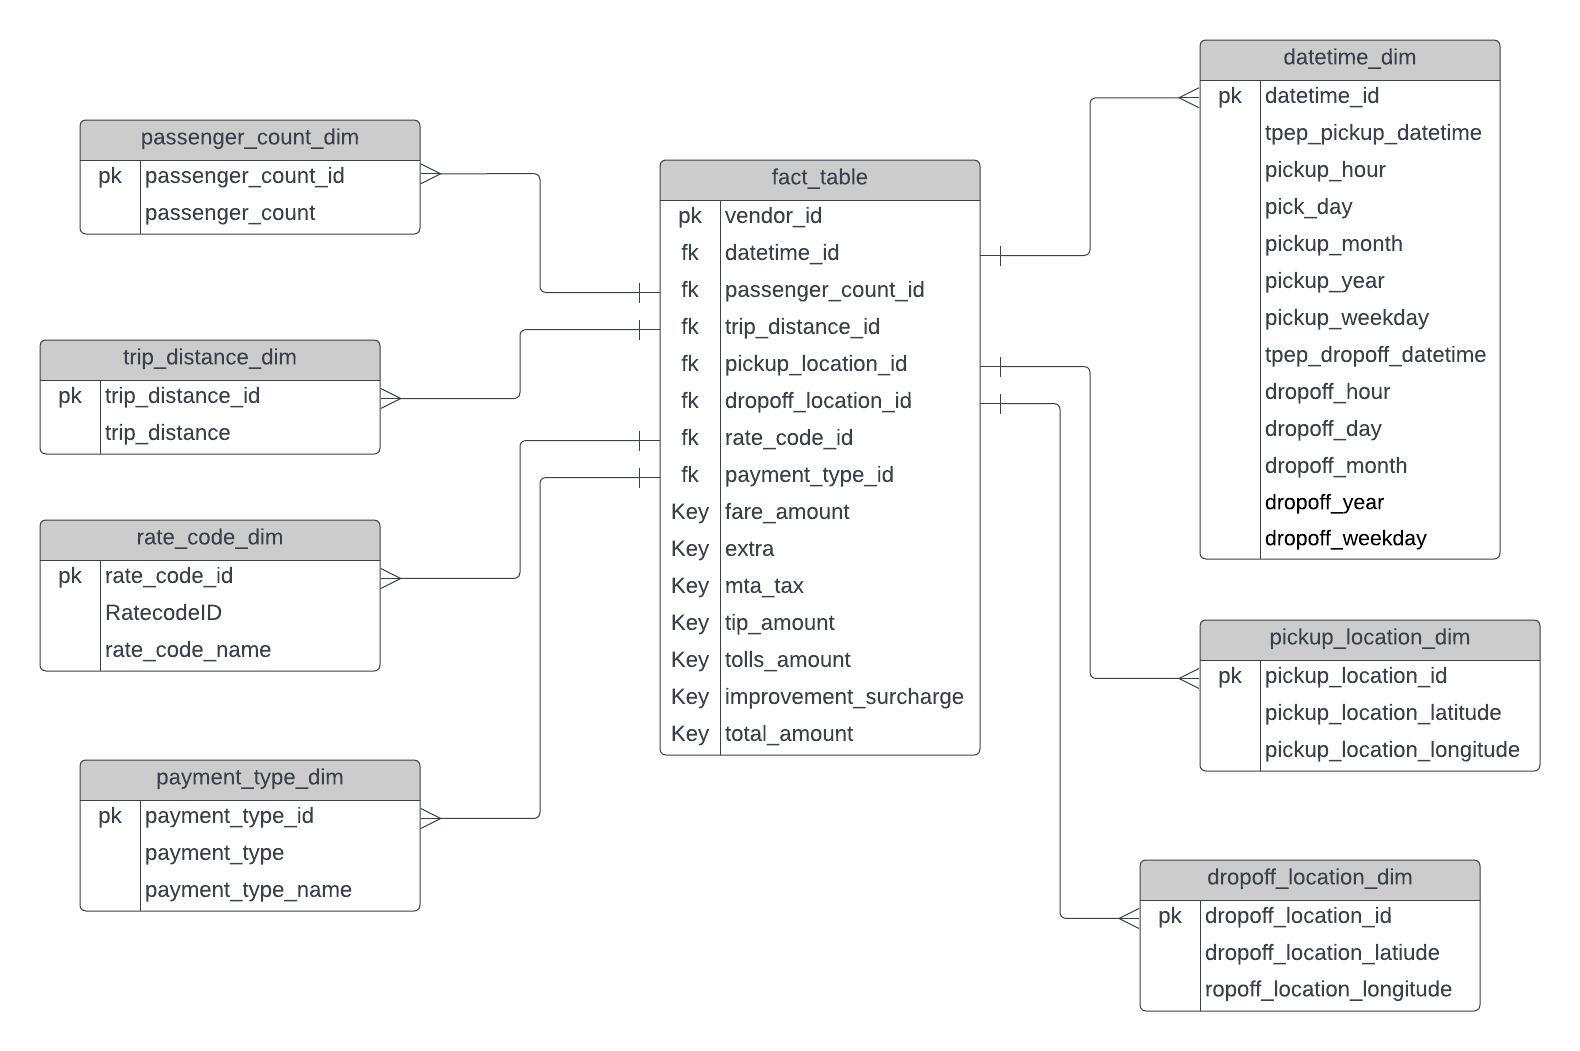 passenger_count_dim
pk passenger_count_id
passenger_count
trip_distance_dim
pk trip_distance_id
trip_distance
rate_code_dim
pk rate_code_id
RatecodeID
rate_code_name
payment_type_dim
pk payment_type_id
payment_type
payment_type_name
fact_table
pk vendor_id
fk datetime_id
fk passenger_count_id
fk trip_distance_id
fk pickup_location_id
fk dropoff_location_id
fk rate_code_id
fk payment_type_id
Key fare_amount
Key extra
Key mta_tax
Key tip_amount
Key tolls_amount
Key improvement_surcharge
Key total_amount
datetime_dim
pk datetime_id
tpep_pickup_datetime
pickup_hour
pick_day
pickup_month
pickup_year
pickup_weekday
tpep_dropoff_datetime
dropoff_hour
dropoff_day
dropoff_month
dropoff_year
dropoff_weekday
pickup_location_dim
pk pickup_location_id
pickup_location_latitude
pickup_location_longitude
dropoff_location_dim
pk dropoff_location_id
dropoff_location_latiude
ropoff_location_longitude